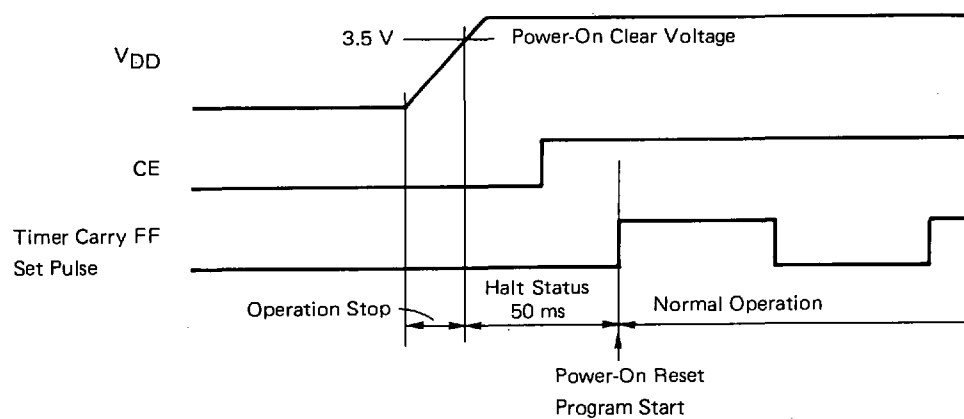 3.5 V
Power-On Clear Voltage
VDD
CE
Timer Carry FF
Set Pulse
Operation Stop
Halt Status
50 ms
Normal Operation
Power-On Reset
Program Start